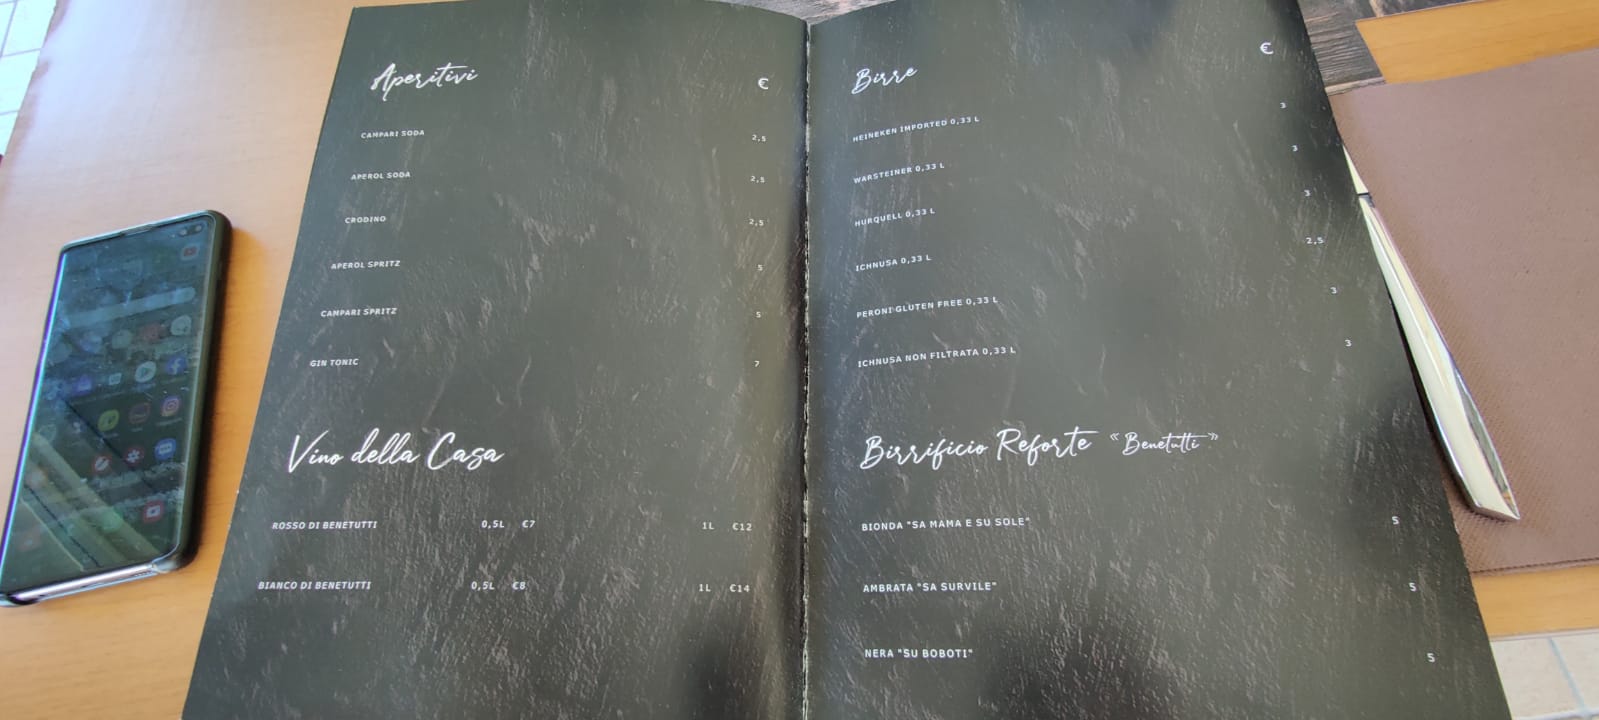 Aperitivi €
CAMPARI SODA 2,5
APEROL SODA 2,5
CRODINO 2,5
APEROL SPRITZ 5
CAMPARI SPRITZ 5
GIN TONIC 7
Vino della Casa
ROSSO DI BENETUTTI 0,5L €7 1L €12
BIANCO DI BENETUTTI 0,5L €8 1L €14
Birre €
HEINEKEN IMPORTED 0,33 L 3
WARSTEINER 0,33 L 3
HURQUELL 0,33 L 3
ICHNUSA 0,33 L 2,5
PERONI GLUTEN FREE 0,33 L 3
ICHNUSA NON FILTRATA 0,33 L 3
Birrificio Reforte «Benetutti»
BIONDA "SA MAMA E SU SOLE" 5
AMBRATA "SA SURVILE" 5
NERA "SU BOBOTI" 5